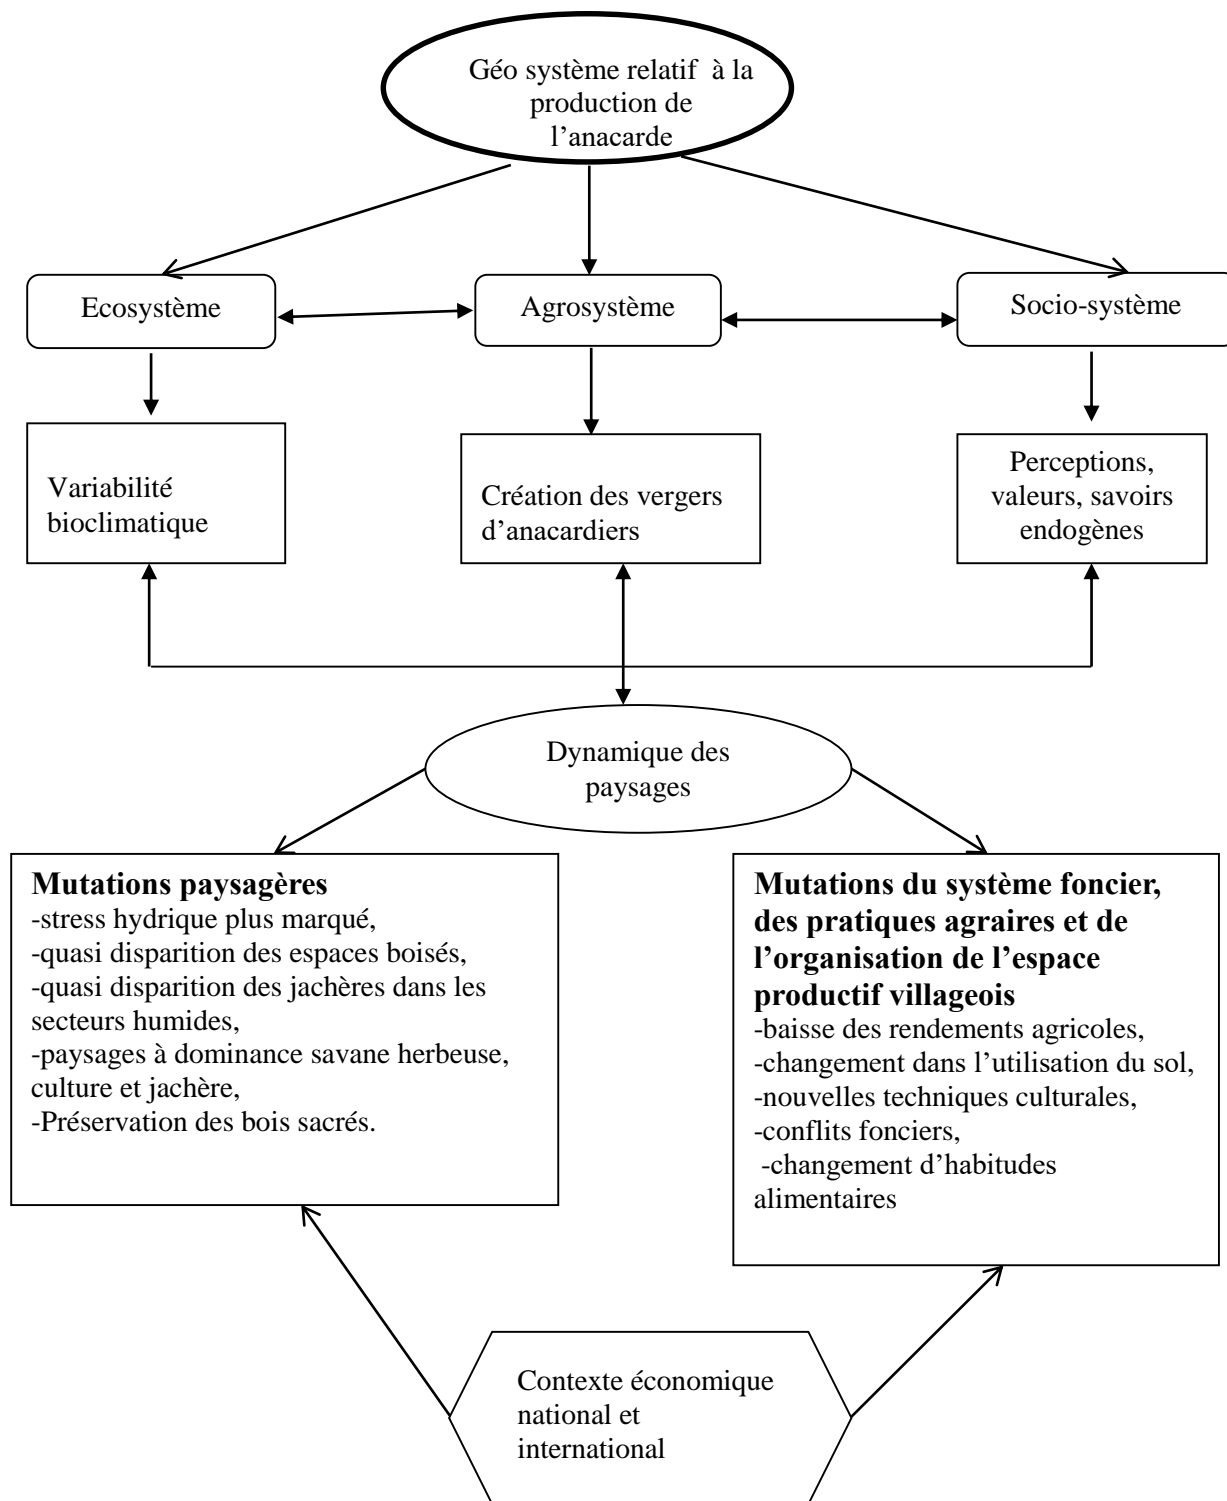 Géo système relatif à la
production de
l’anacarde
Ecosystème
Agrosystème
Socio-système
Variabilité
bioclimatique
Création des vergers
d’anacardiers
Perceptions,
valeurs, savoirs
endogènes
Dynamique des
paysages
Mutations paysagères
-stress hydrique plus marqué,
-quasi disparition des espaces boisés,
-quasi disparition des jachères dans les
secteurs humides,
-paysages à dominance savane herbeuse,
culture et jachère,
-Préservation des bois sacrés.
Mutations du système foncier,
des pratiques agraires et de
l’organisation de l’espace
productif villageois
-baisse des rendements agricoles,
-changement dans l’utilisation du sol,
-nouvelles techniques culturales,
-conflits fonciers,
-changement d’habitudes
alimentaires
Contexte économique
national et
international